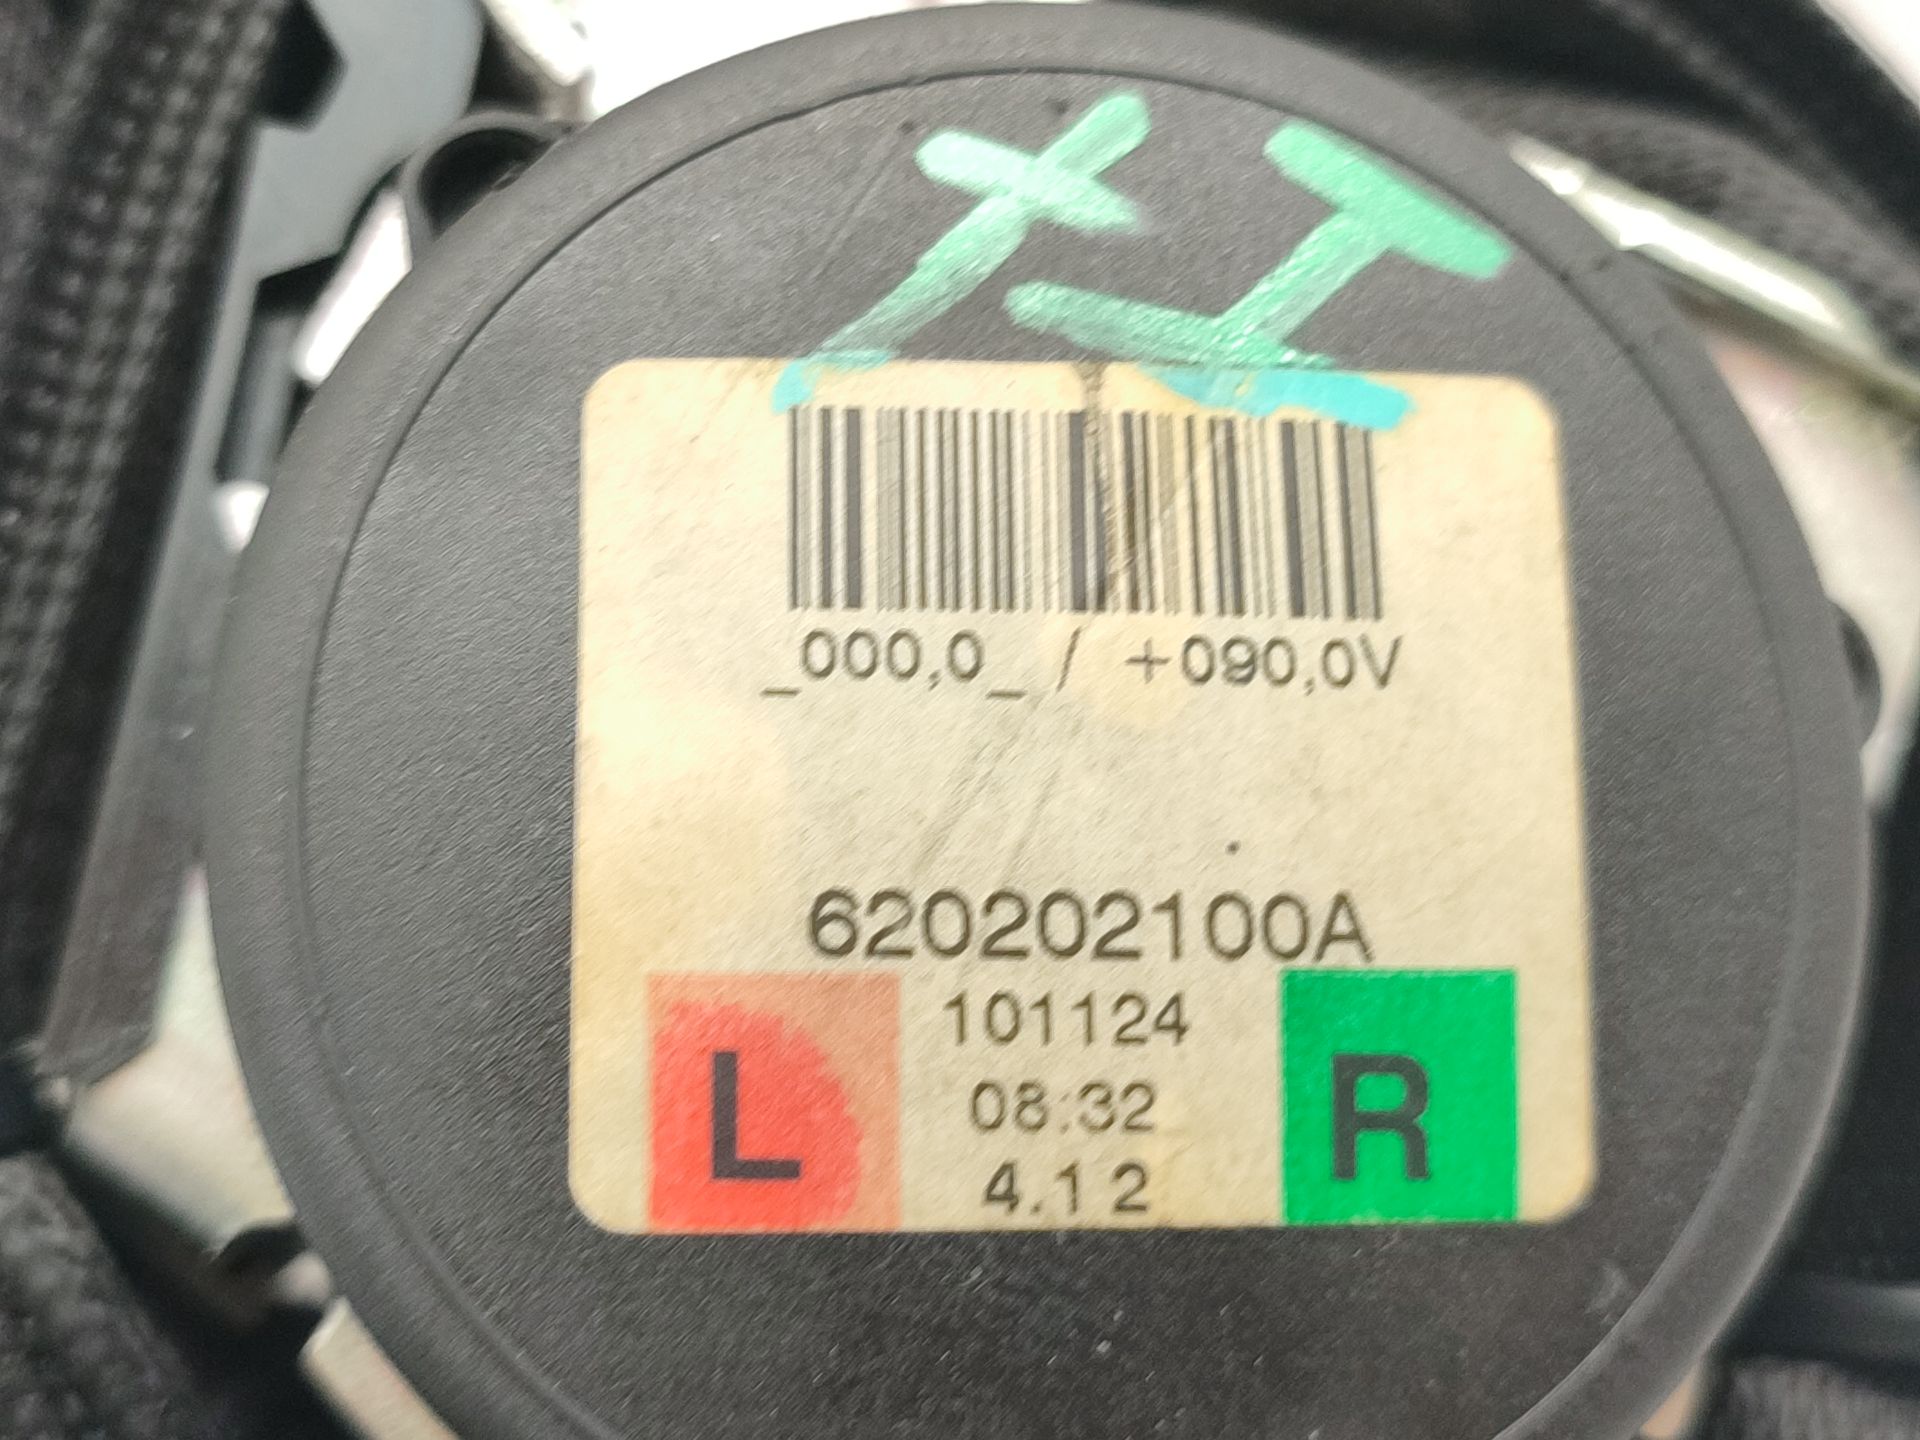 _000,0_ / +090,0V
620202100A
101124
L
R
08:32
4.12